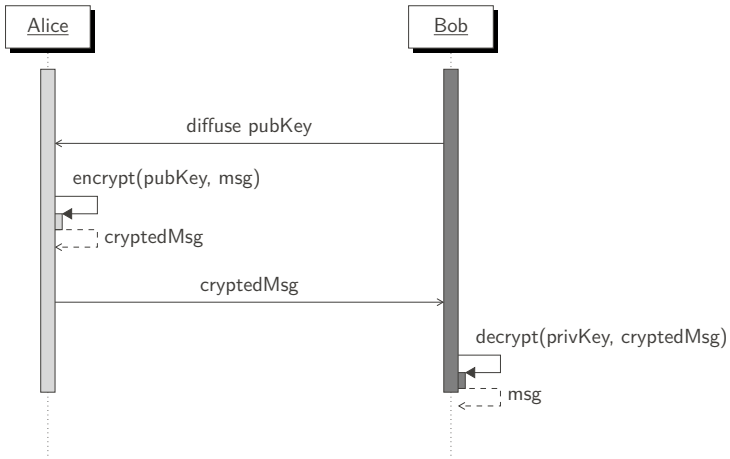 Alice
Bob
diffuse pubKey
encrypt(pubKey, msg)
cryptedMsg
cryptedMsg
decrypt(privKey, cryptedMsg)
msg